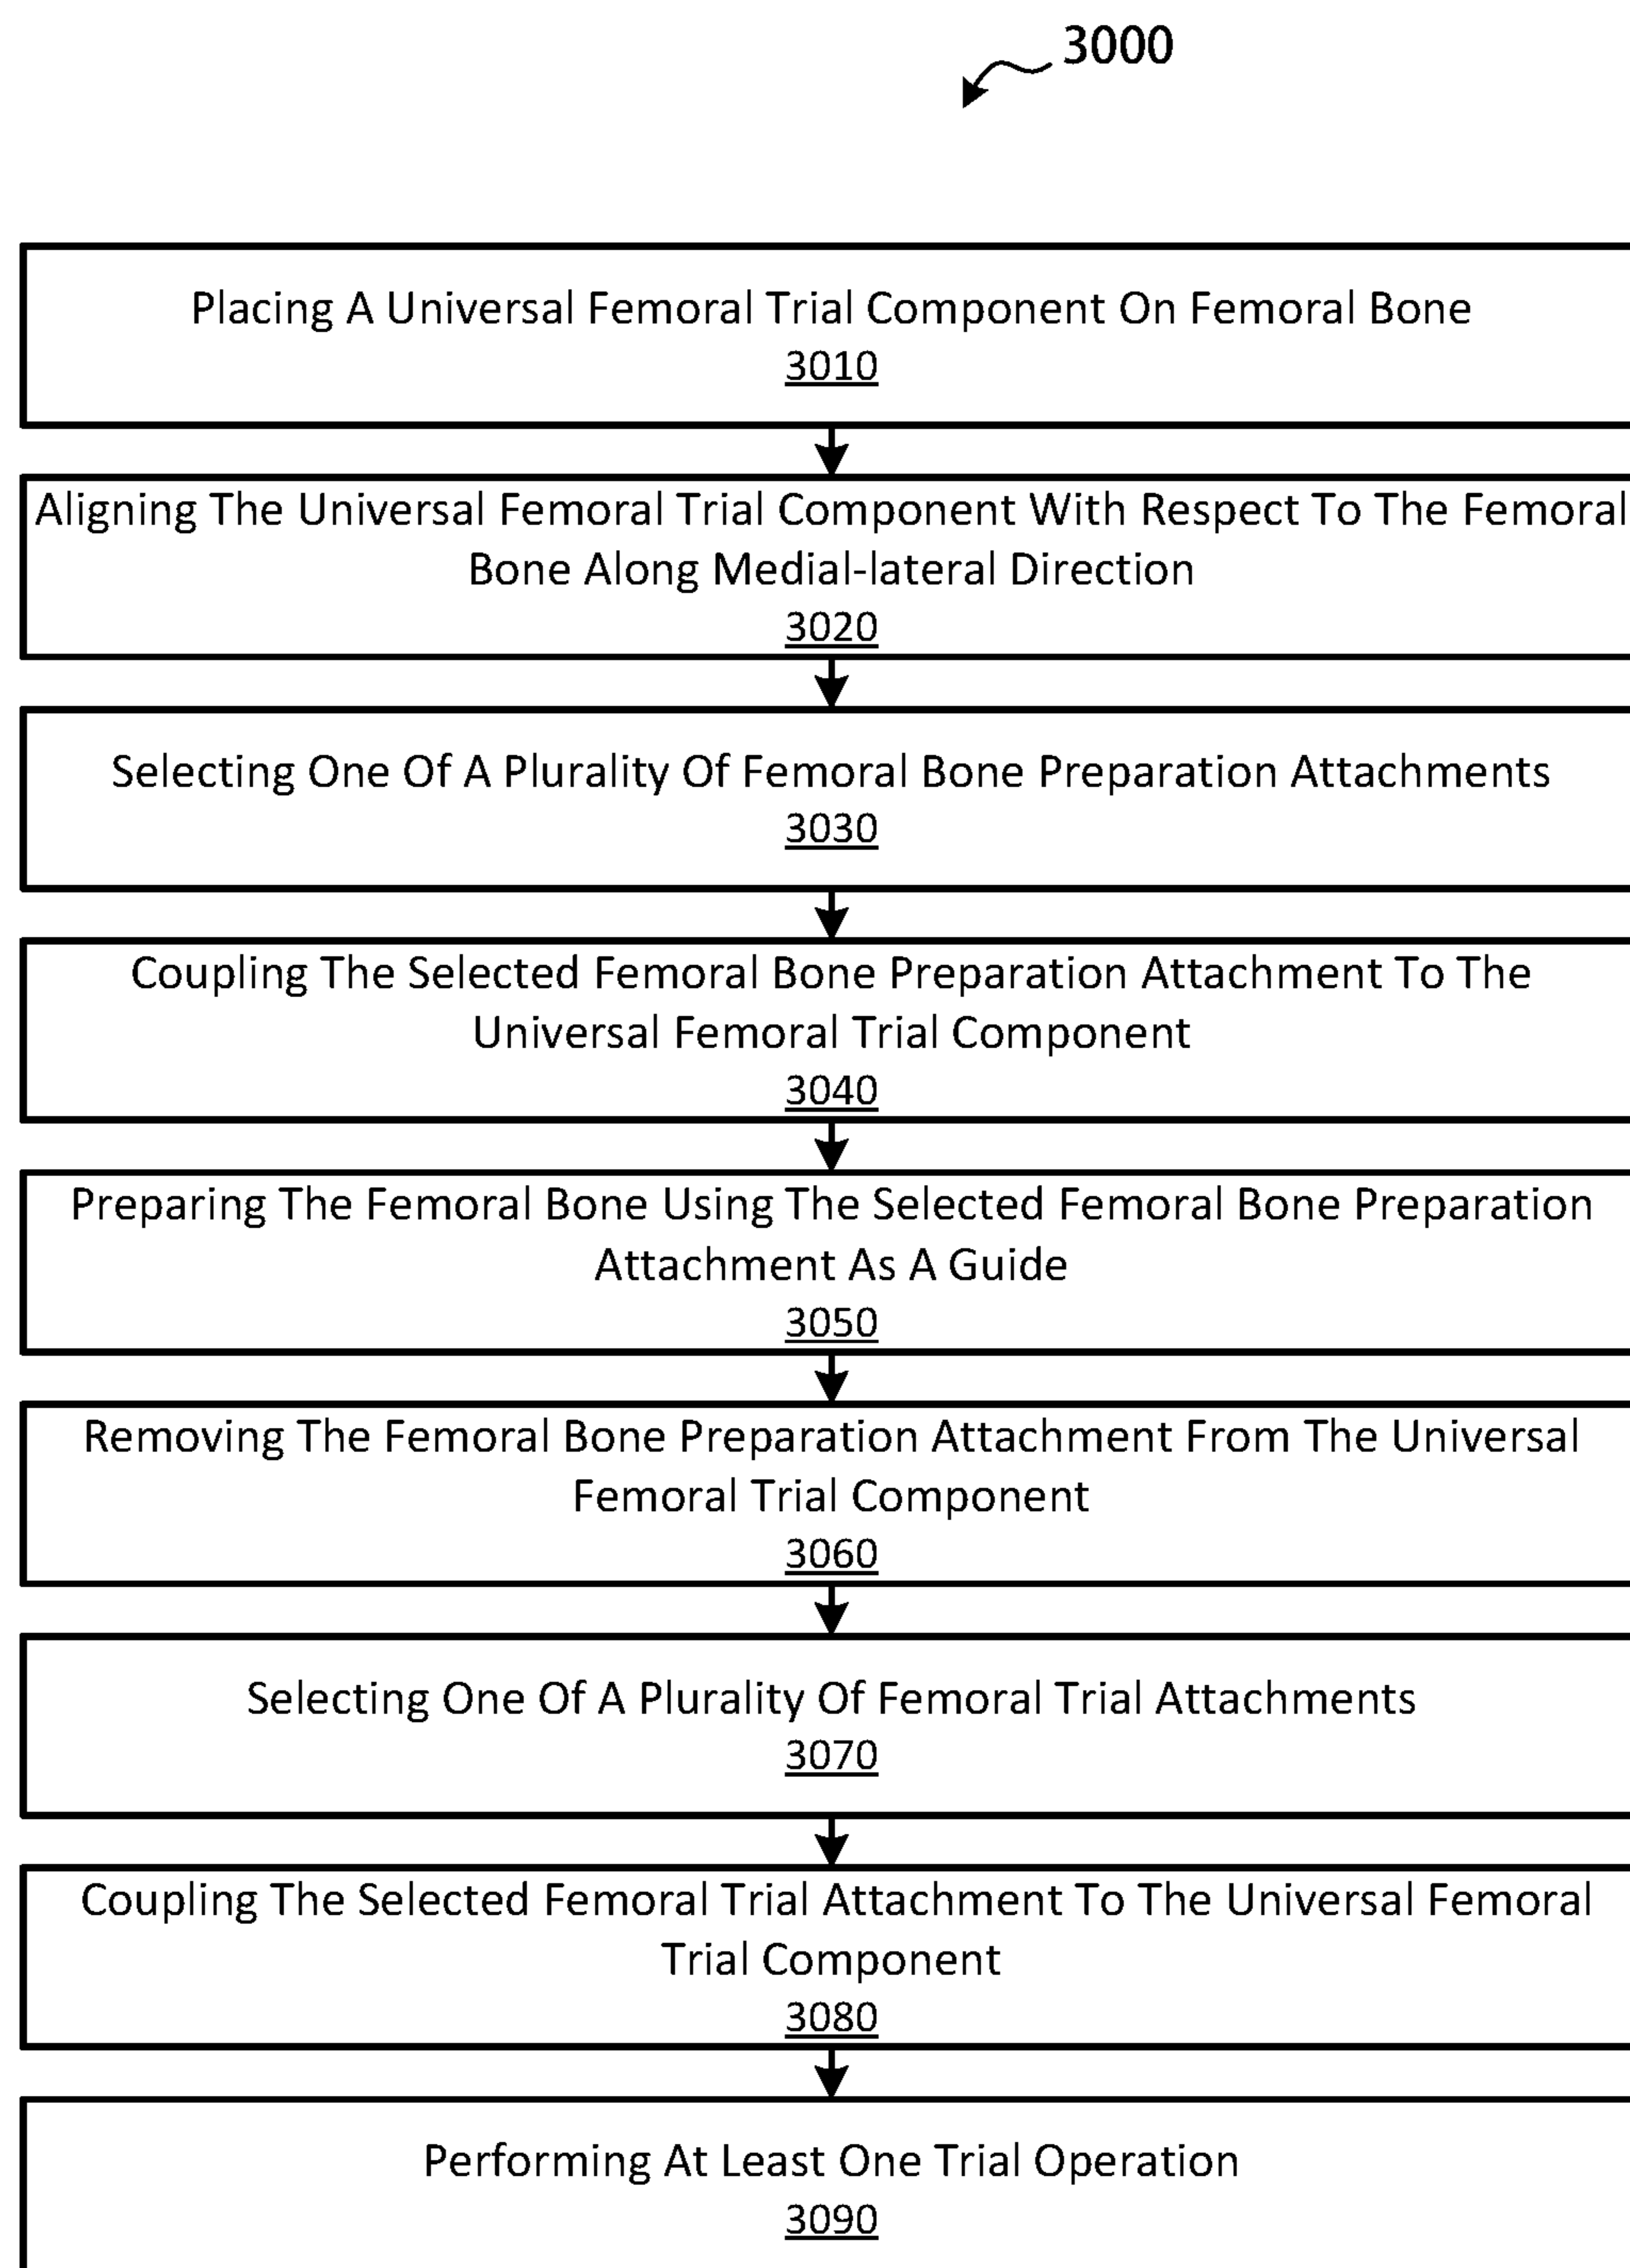 3000
Placing A Universal Femoral Trial Component On Femoral Bone
3010
Aligning The Universal Femoral Trial Component With Respect To The Femoral
Bone Along Medial-lateral Direction
3020
Selecting One Of A Plurality Of Femoral Bone Preparation Attachments
3030
Coupling The Selected Femoral Bone Preparation Attachment To The
Universal Femoral Trial Component
3040
Preparing The Femoral Bone Using The Selected Femoral Bone Preparation
Attachment As A Guide
3050
Removing The Femoral Bone Preparation Attachment From The Universal
Femoral Trial Component
3060
Selecting One Of A Plurality Of Femoral Trial Attachments
3070
Coupling The Selected Femoral Trial Attachment To The Universal Femoral
Trial Component
3080
Performing At Least One Trial Operation
3090